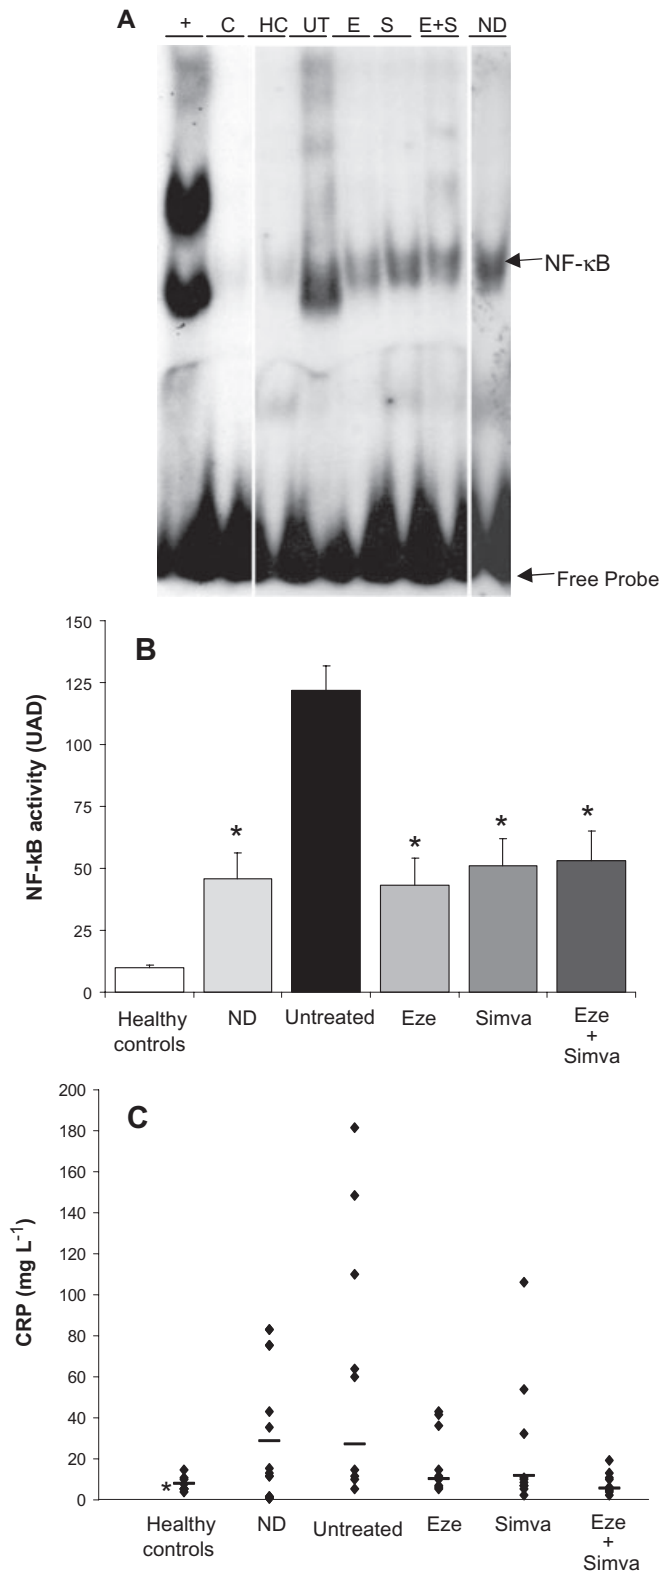 A + C HC UT E S E+S ND
NF-κB
Free Probe
B
NF-kB activity (UAD)
150
125
100
75
50
25
0
* * * *
Healthy controls
ND
Untreated
Eze
Simva
Eze + Simva
C
CRP (mg L-1)
200
180
160
140
120
100
80
60
40
20
0
*
Healthy controls
ND
Untreated
Eze
Simva
Eze + Simva